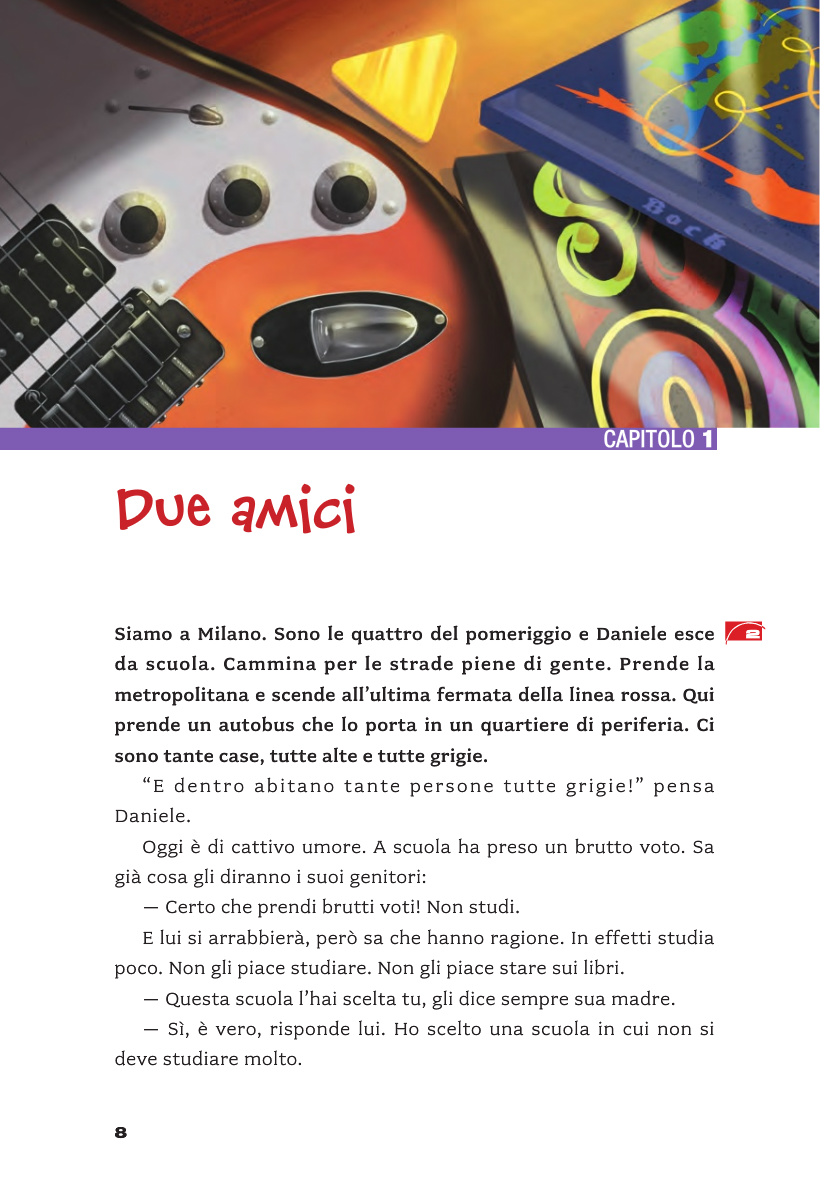 Boch
CAPITOLO 1
Due amici
Siamo a Milano. Sono le quattro del pomeriggio e Daniele esce
2
da scuola. Cammina per le strade piene di gente. Prende la
metropolitana e scende all’ultima fermata della linea rossa. Qui
prende un autobus che lo porta in un quartiere di periferia. Ci
sono tante case, tutte alte e tutte grigie.
“E dentro abitano tante persone tutte grigie!” pensa
Daniele.
Oggi è di cattivo umore. A scuola ha preso un brutto voto. Sa
già cosa gli diranno i suoi genitori:
— Certo che prendi brutti voti! Non studi.
E lui si arrabbierà, però sa che hanno ragione. In effetti studia
poco. Non gli piace studiare. Non gli piace stare sui libri.
— Questa scuola l’hai scelta tu, gli dice sempre sua madre.
— Sì, è vero, risponde lui. Ho scelto una scuola in cui non si
deve studiare molto.
8